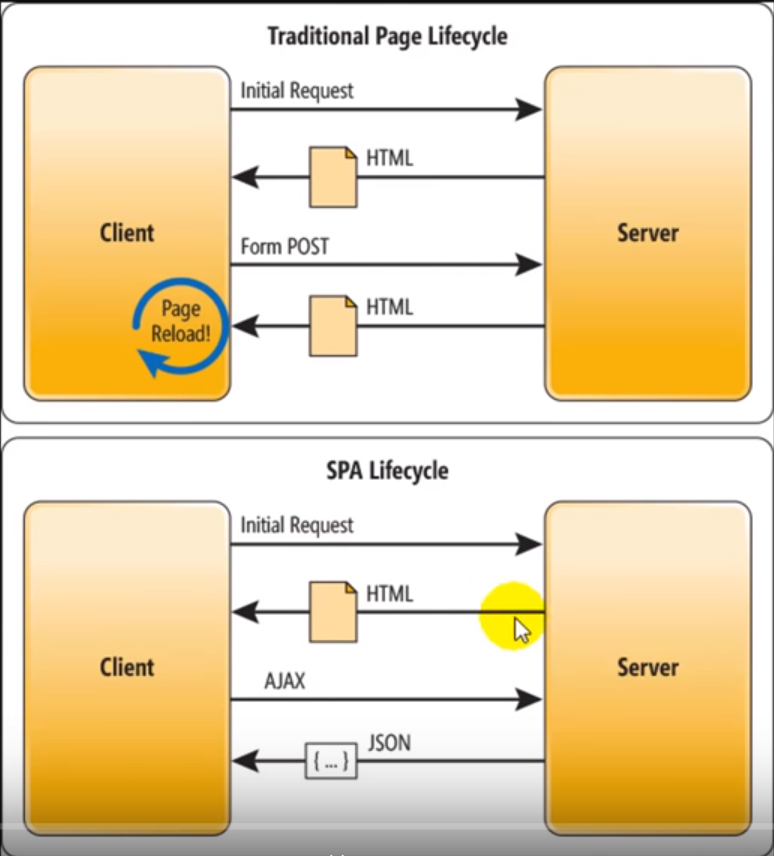 Traditional Page Lifecycle
Initial Request
HTML
Client
Server
Form POST
HTML
Page
Reload!
SPA Lifecycle
Initial Request
HTML
Client
Server
AJAX
JSON
{ ... }